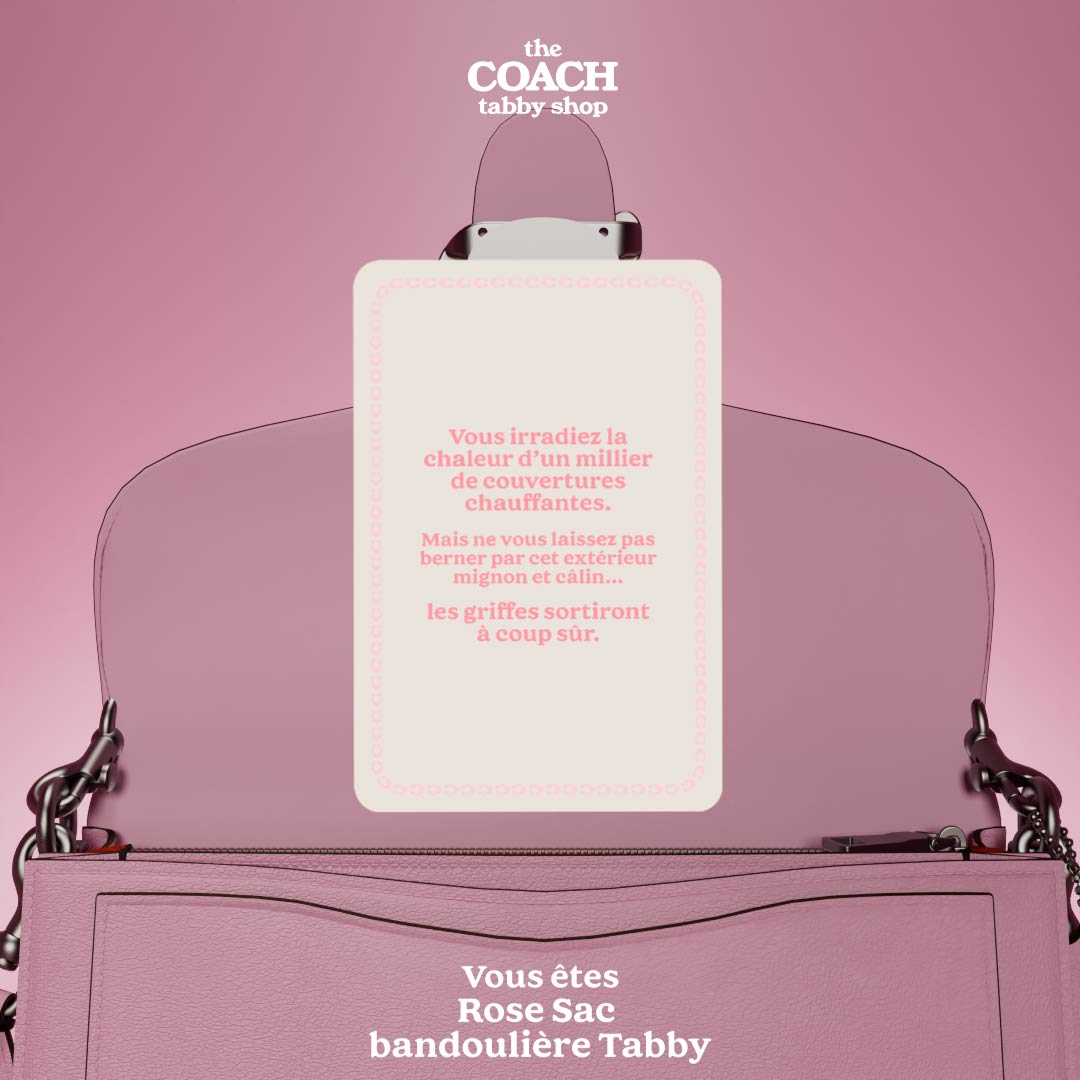 the
COACH
tabby shop
Vous irradiez la
chaleur d’un millier
de couvertures
chauffantes.
Mais ne vous laissez pas
berner par cet extérieur
mignon et câlin...
les griffes sortiront
à coup sûr.
Vous êtes
Rose Sac
bandoulière Tabby